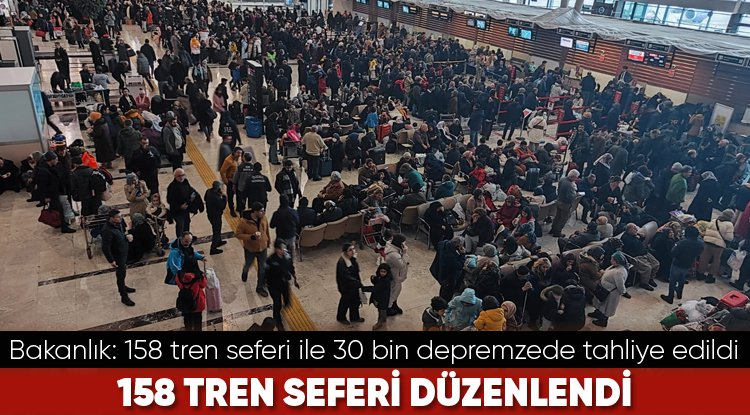 Bakanlık: 158 tren seferi ile 30 bin depremzede tahliye edildi
158 TREN SEFERİ DÜZENLENDİ